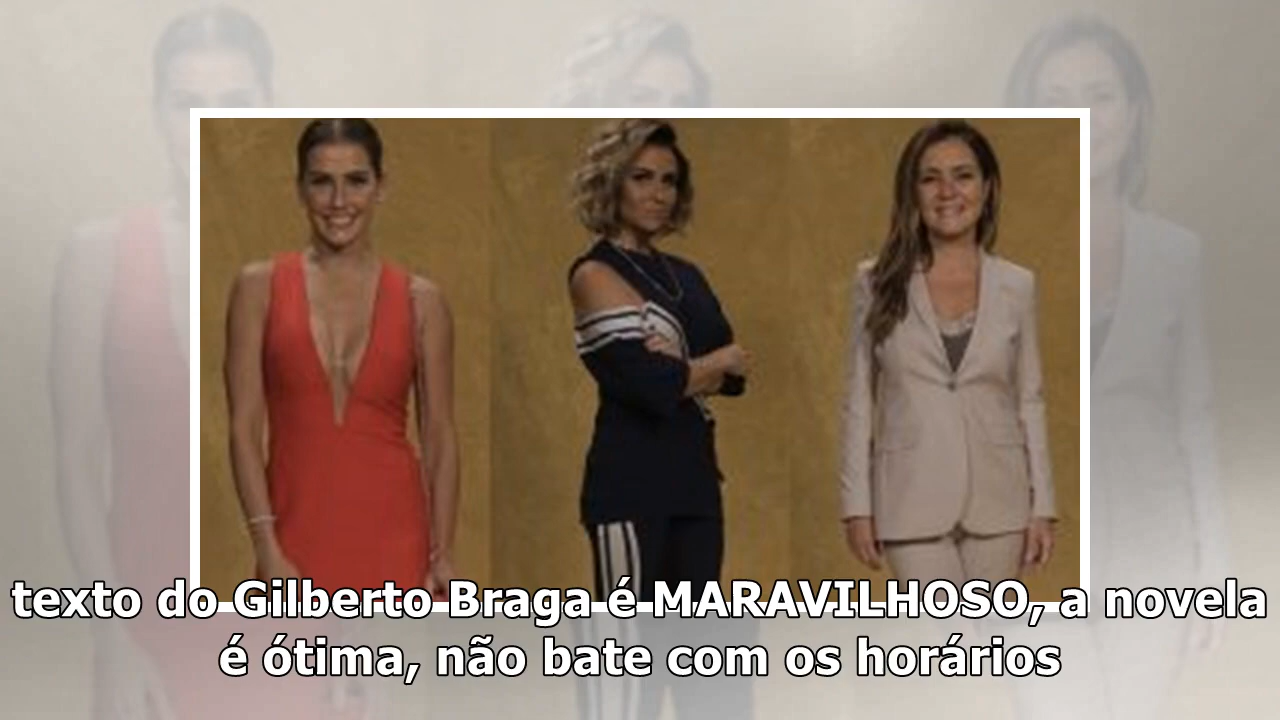 texto do Gilberto Braga é MARAVILHOSO, a novela
é ótima, não bate com os horários